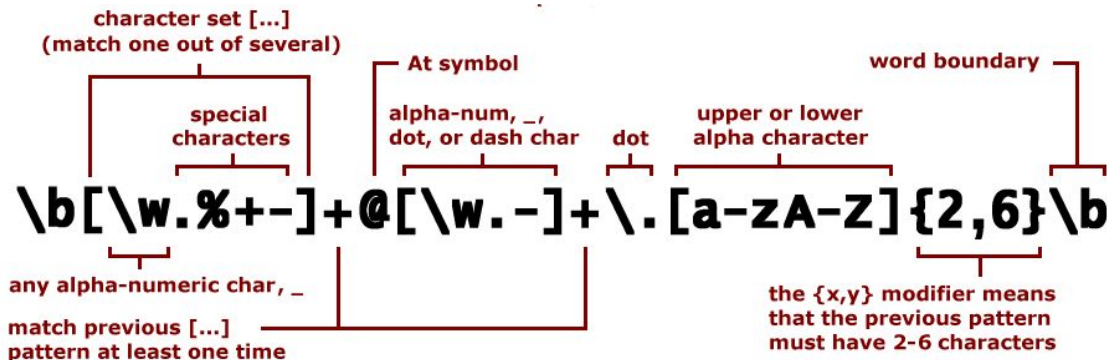 character set [...]
(match one out of several)
At symbol
word boundary
special
characters
alpha-num, _,
dot, or dash char
dot
upper or lower
alpha character
\b[\w.%+-]+@[\w.-]+\.[a-zA-Z]{2,6}\b
any alpha-numeric char, _
match previous [...]
pattern at least one time
the {x,y} modifier means
that the previous pattern
must have 2-6 characters